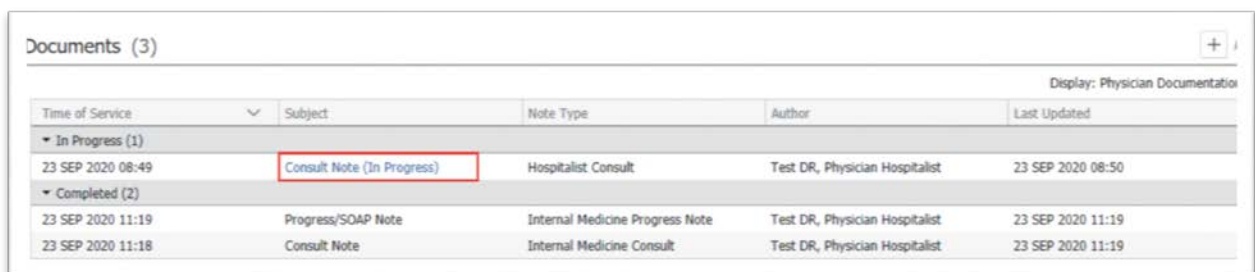 Documents (3)
+
Display: Physician Documentation
Time of Service Subject Note Type Author Last Updated
In Progress (1)
23 SEP 2020 08:49 Consult Note (In Progress) Hospitalist Consult Test DR, Physician Hospitalist 23 SEP 2020 08:50
Completed (2)
23 SEP 2020 11:19 Progress/SOAP Note Internal Medicine Progress Note Test DR, Physician Hospitalist 23 SEP 2020 11:19
23 SEP 2020 11:18 Consult Note Internal Medicine Consult Test DR, Physician Hospitalist 23 SEP 2020 11:19